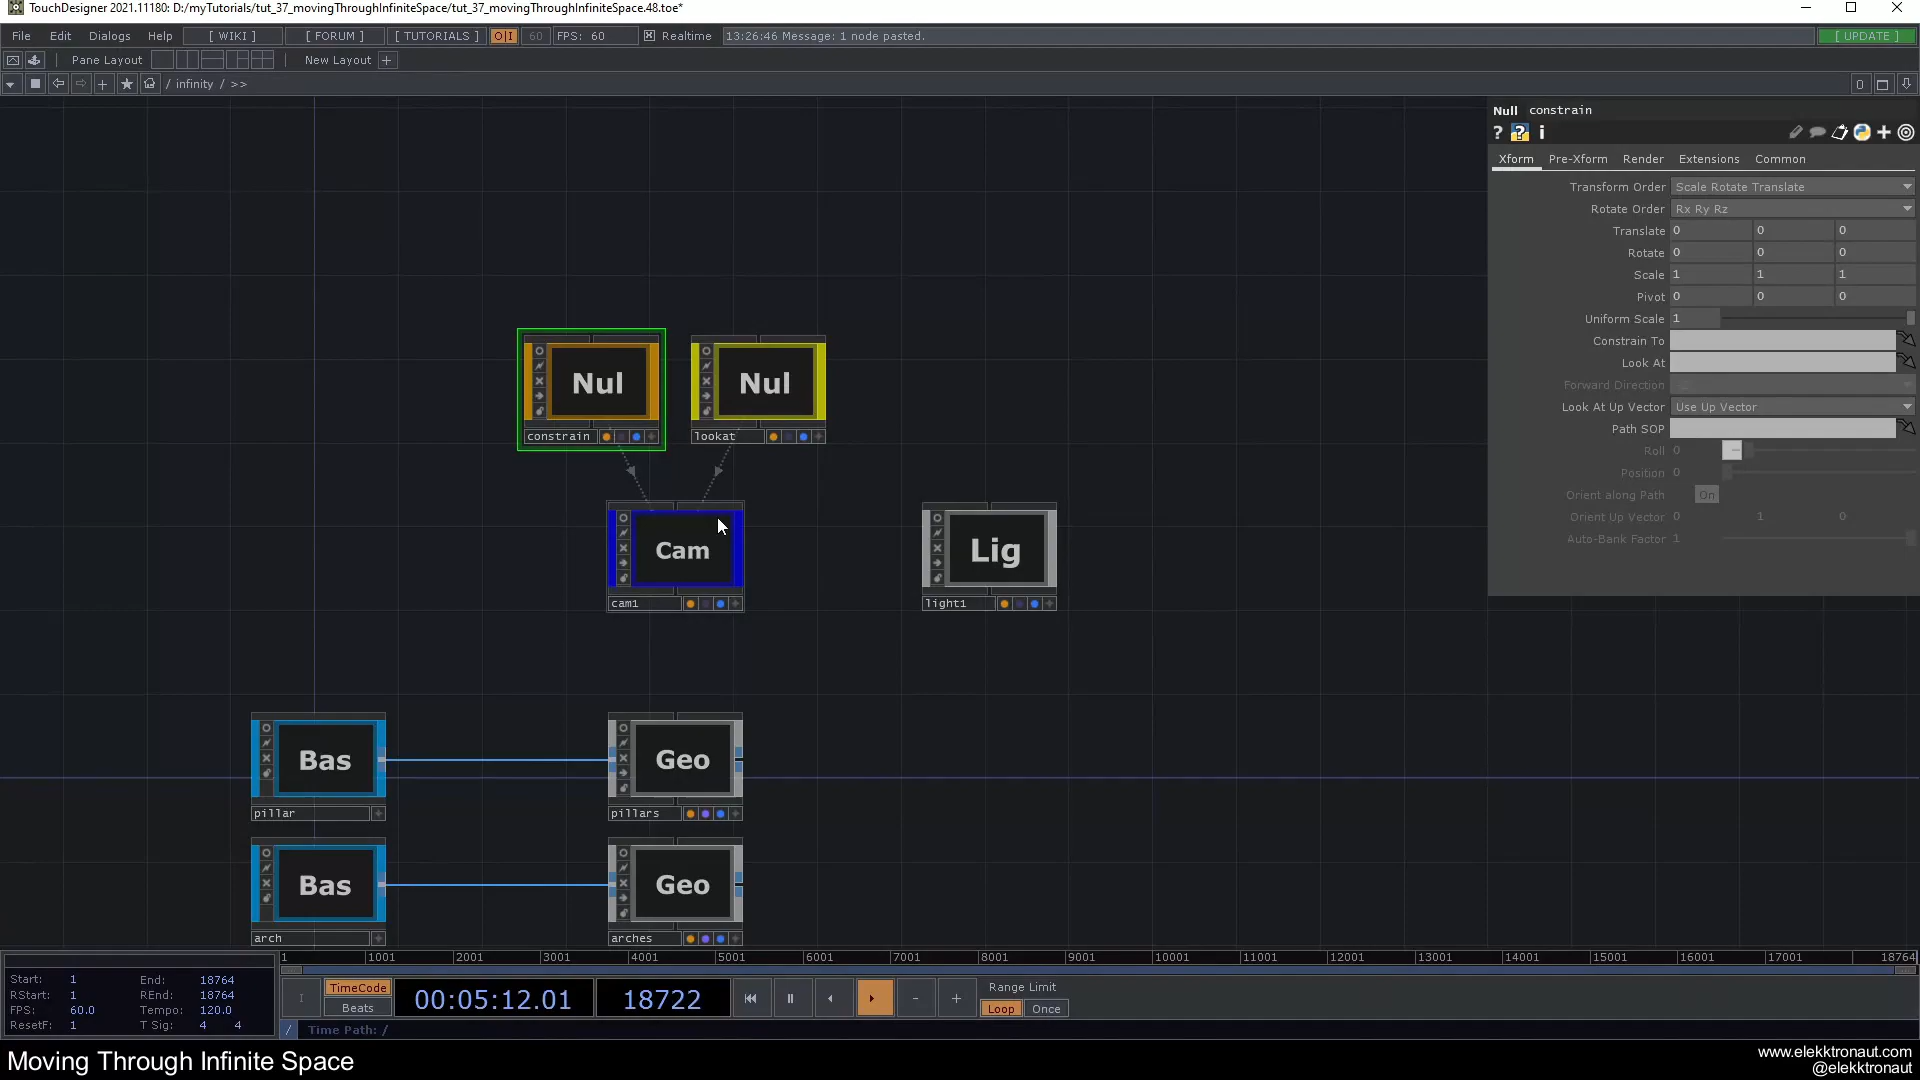 TouchDesigner 2021.11180: D:/myTutorials/tut_37_movingThroughInfiniteSpace/tut_37_movingThroughInfiniteSpace.48.toe*
File Edit Dialogs Help [ WIKI ] [ FORUM ] [ TUTORIALS ] O|I 60 FPS: 60 Realtime 13:26:46 Message: 1 node pasted. [ UPDATE ]
Pane Layout New Layout +
/ infinity / >> 0
Null constrain
? ? i
Xform Pre-Xform Render Extensions Common
Transform Order Scale Rotate Translate
Rotate Order Rx Ry Rz
Translate 0 0 0
Rotate 0 0 0
Scale 1 1 1
Pivot 0 0 0
Uniform Scale 1
Constrain To
Look At
Forward Direction
Look At Up Vector Use Up Vector
Path SOP
Roll 0
Position 0
Orient along Path On
Orient Up Vector 0 1 0
Auto-Bank Factor 1
Nul Nul
constrain lookat
Cam Lig
cam1 light1
Bas Geo
pillar pillars
Bas Geo
arch arches
1 1001 2001 3001 4001 5001 6001 7001 8001 9001 10001 11001 12001 13001 14001 15001 16001 17001 18764
Start: 1 End: 18764
RStart: 1 REnd: 18764
FPS: 60.0 Tempo: 120.0
ResetF: 1 T Sig: 4 4
TimeCode
Beats
00:05:12.01 18722
Range Limit
Loop Once
/ Time Path: /
Moving Through Infinite Space
www.elekktronaut.com
@elekktronaut